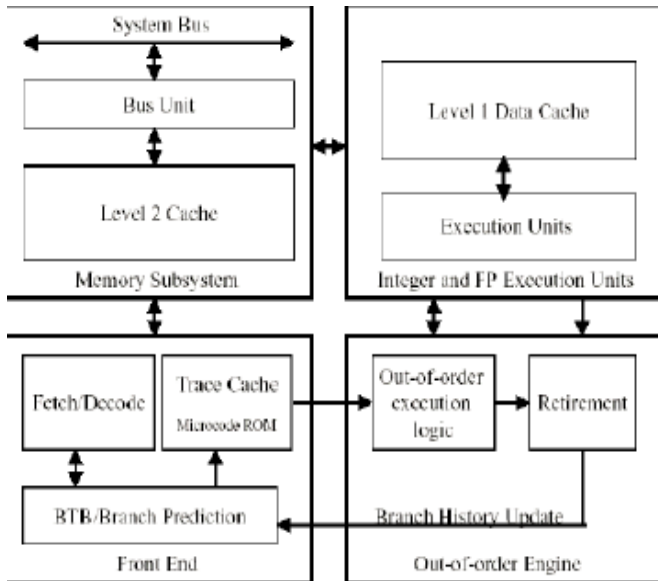 System Bus
Bus Unit
Level 2 Cache
Memory Subsystem
Level 1 Data Cache
Execution Units
Integer and FP Execution Units
Fetch/Decode
Trace Cache
Microcode ROM
BTB/Branch Prediction
Front End
Out-of-order
execution
logic
Retirement
Branch History Update
Out-of-order Engine